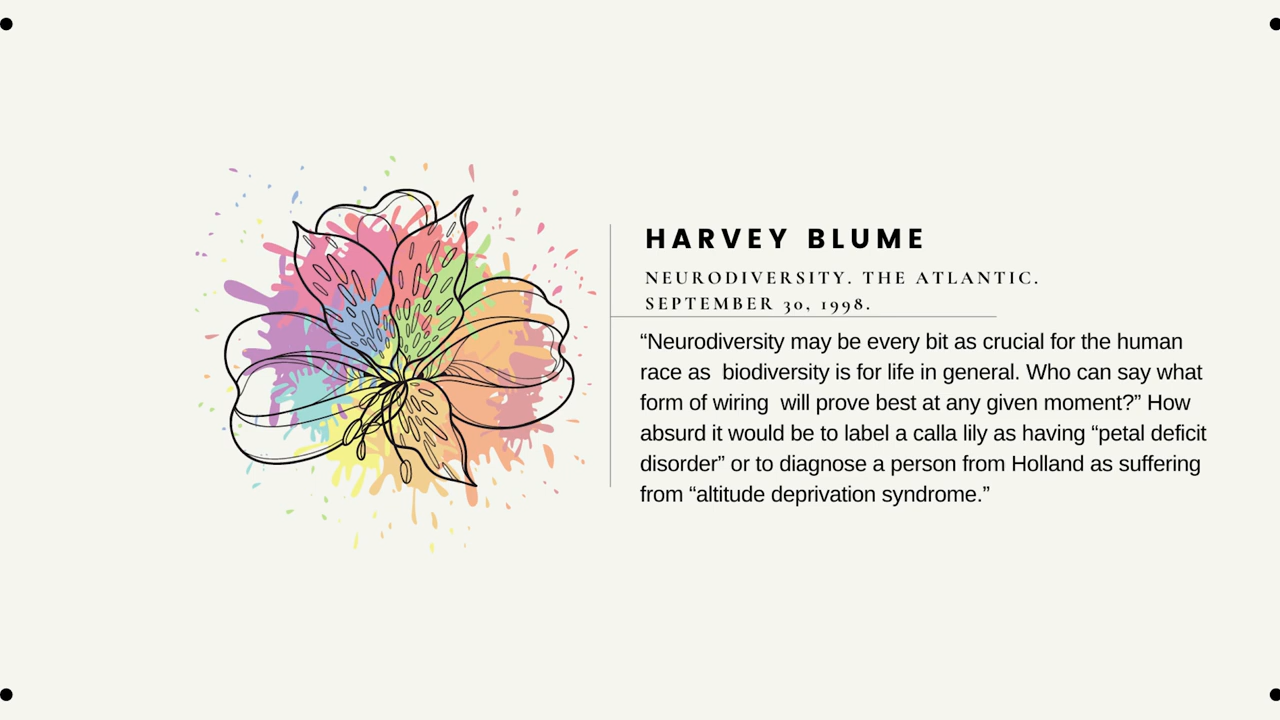 HARVEY BLUME
NEURODIVERSITY. THE ATLANTIC.
SEPTEMBER 30, 1998.
“Neurodiversity may be every bit as crucial for the human
race as  biodiversity is for life in general. Who can say what
form of wiring  will prove best at any given moment?” How
absurd it would be to label a calla lily as having “petal deficit
disorder” or to diagnose a person from Holland as suffering
from “altitude deprivation syndrome.”